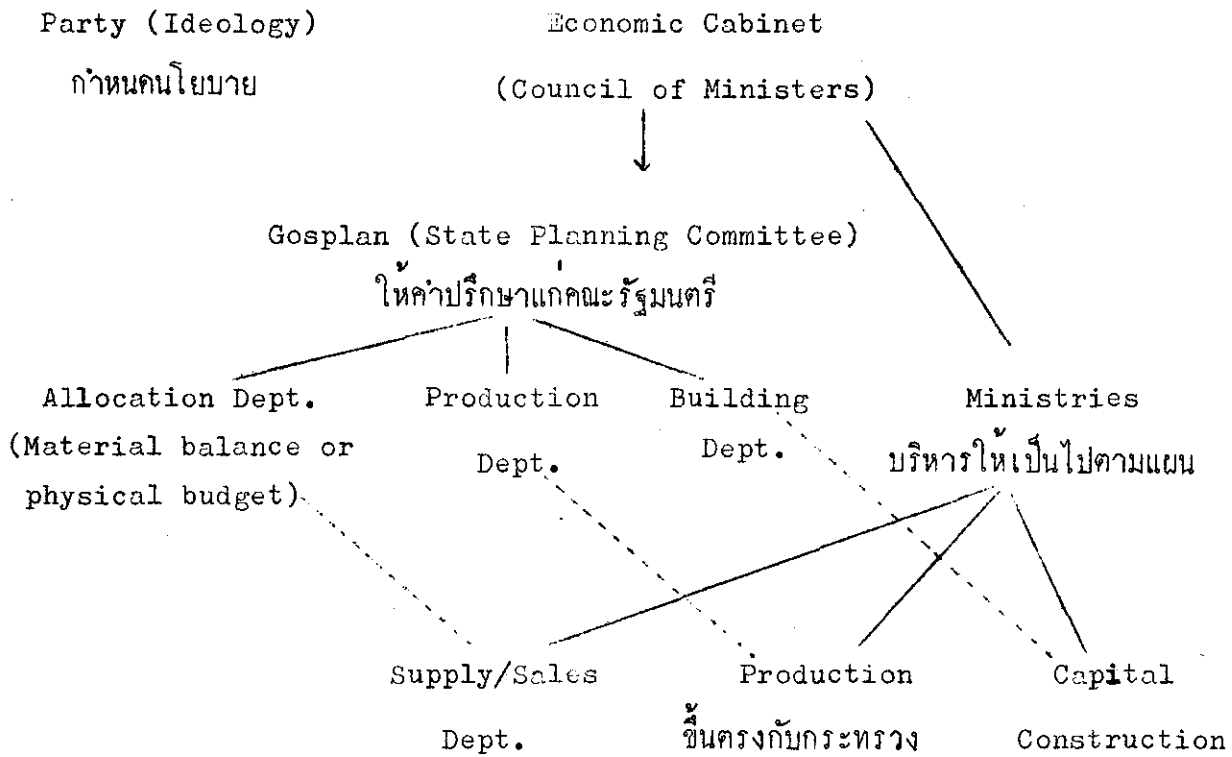 Party (Ideology) Economic Cabinet
กำหนดนโยบาย (Council of Ministers)
Gosplan (State Planning Committee)
ให้คำปรึกษาแก่คณะรัฐมนตรี
Allocation Dept. Production Building Ministries
(Material balance or Dept. Dept. บริหารให้เป็นไปตามแผน
physical budget)
Supply/Sales Production Capital
Dept. ขึ้นตรงกับกระทรวง Construction